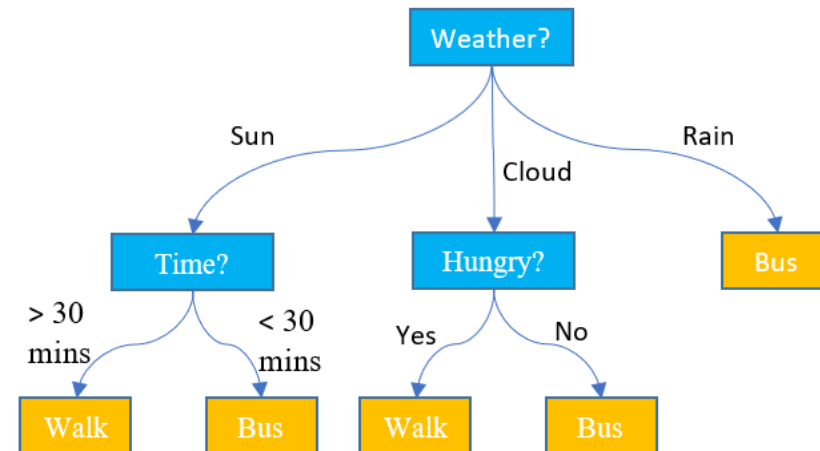 Weather?
Sun
Cloud
Rain
Time?
Hungry?
Bus
> 30
mins
< 30
mins
Yes
No
Walk
Bus
Walk
Bus